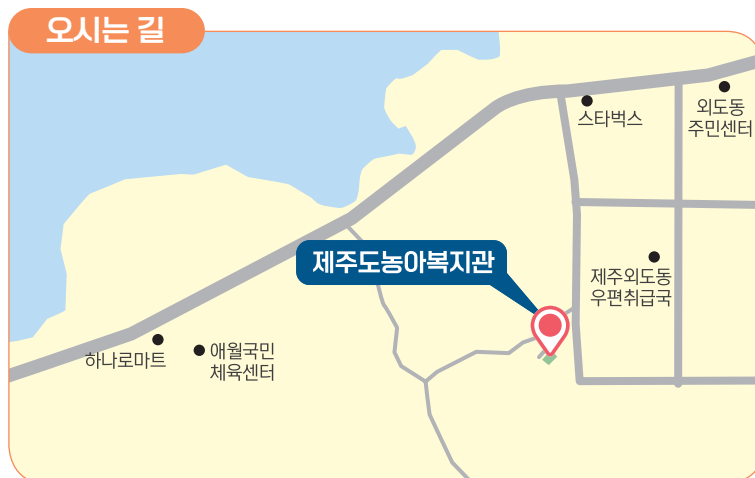 오시는 길
스타벅스
외도동
주민센터
제주도농아복지관
제주외도동
우편취급국
하나로마트
애월국민
체육센터